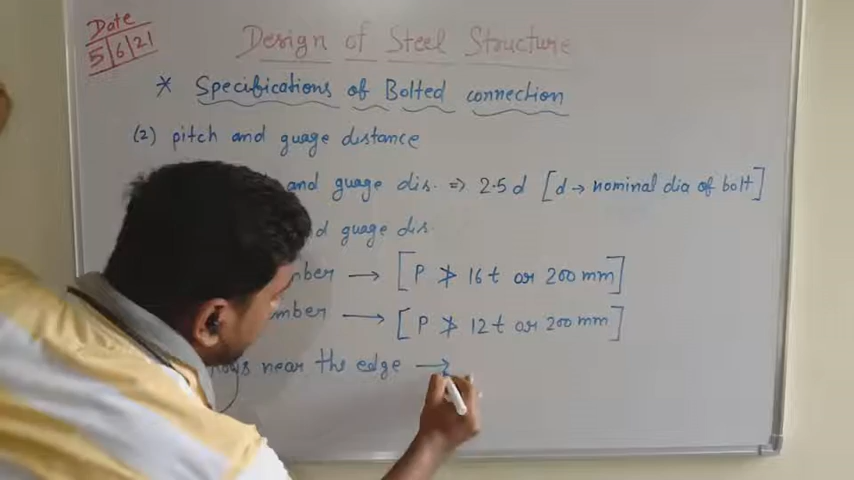 Date
5/6/21
Design of Steel Structure
* Specifications of Bolted connection
(2) pitch and guage distance
and guage dis. => 2.5 d [d → nominal dia of bolt]
guage dis.
→ [P ≯ 16 t or 200 mm]
→ [P ≯ 12 t or 200 mm]
near the edge →